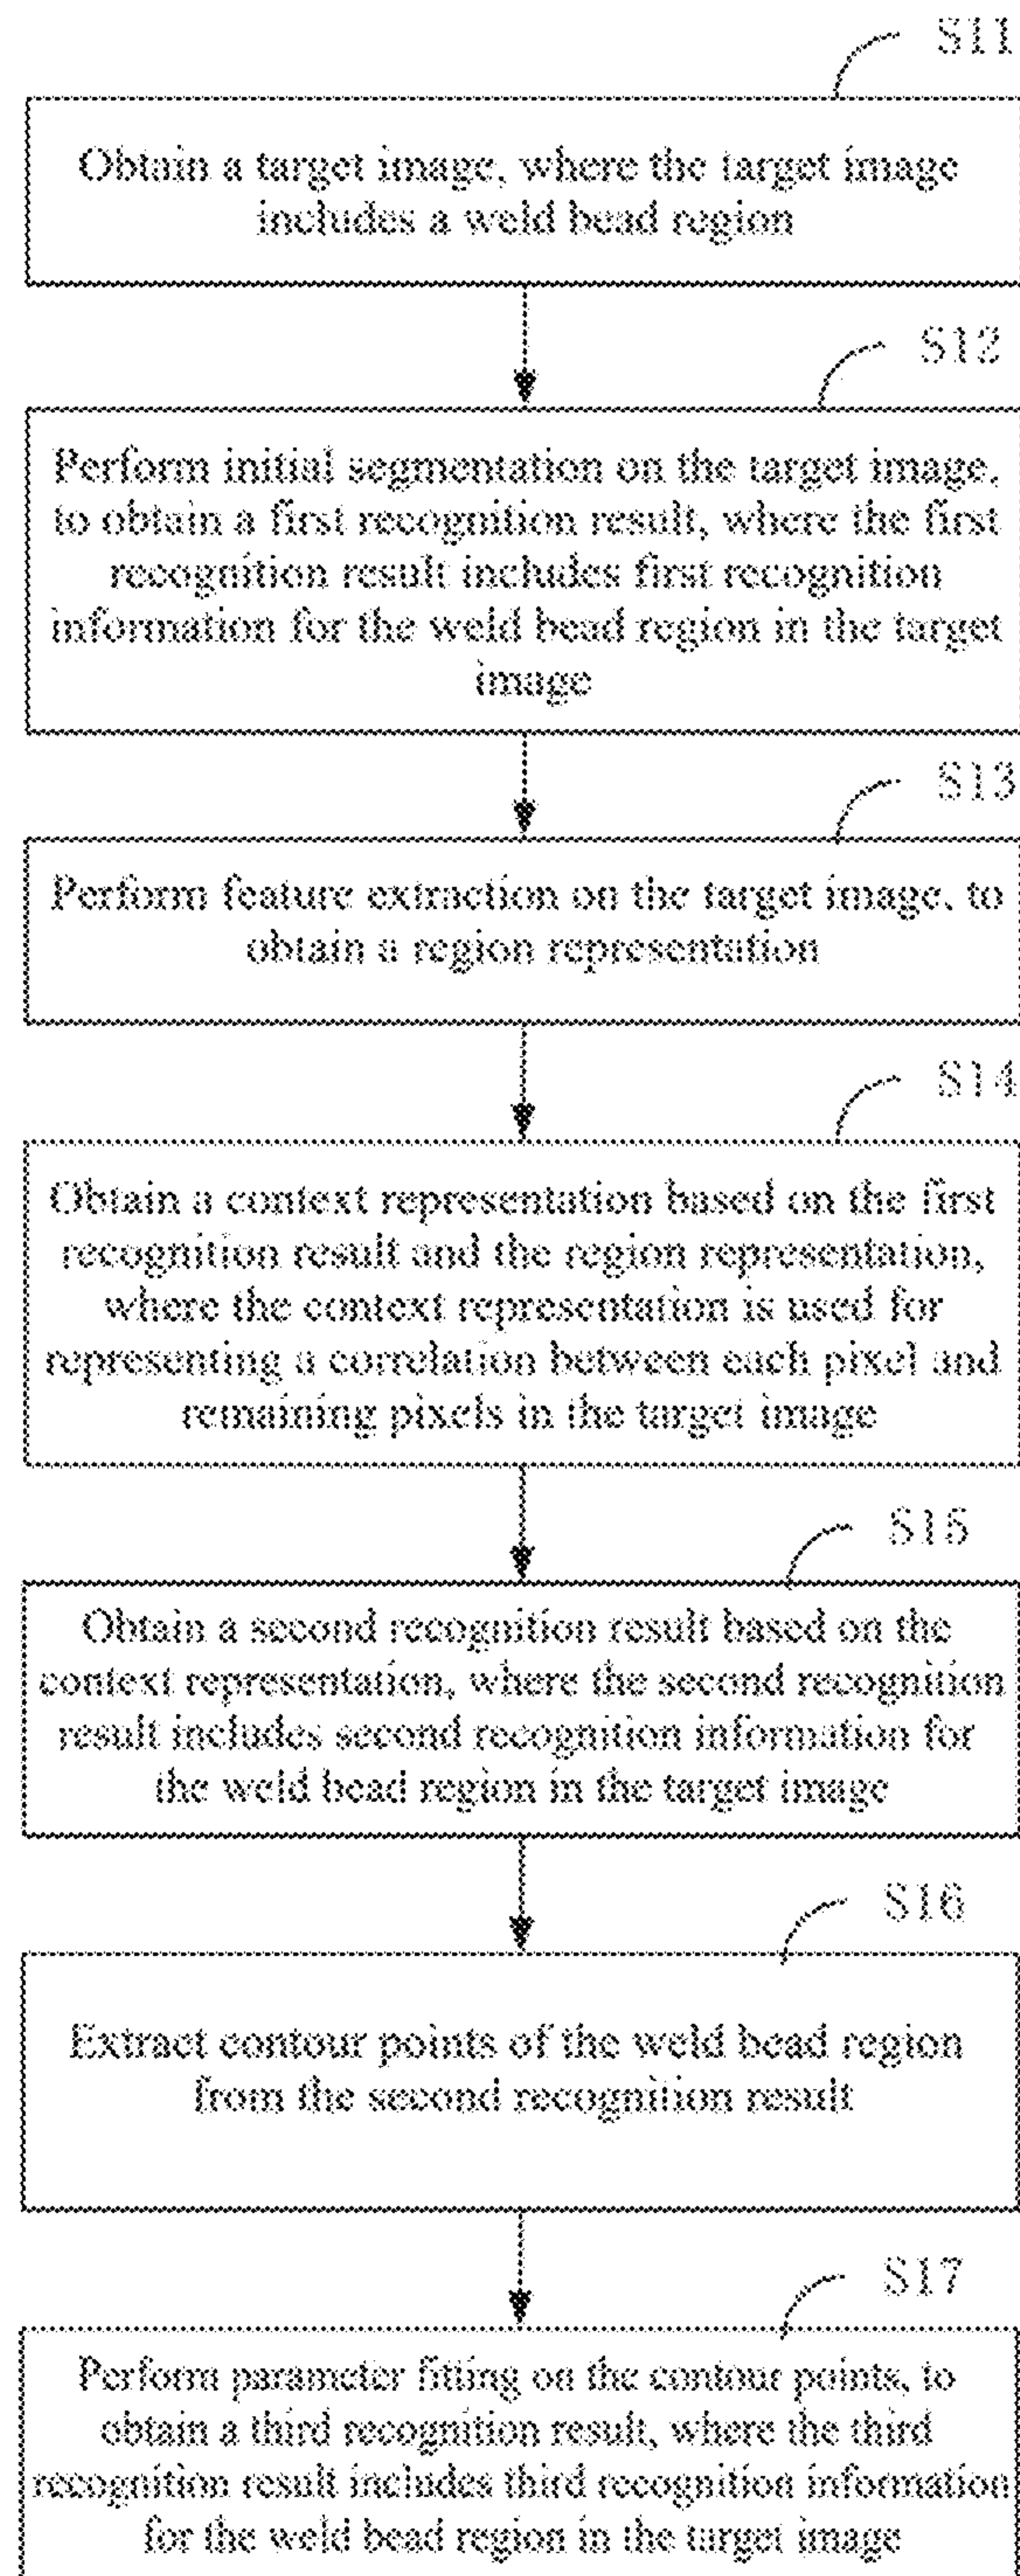 S11
Obtain a target image, where the target image
includes a weld bead region
S12
Perform initial segmentation on the target image,
to obtain a first recognition result, where the first
recognition result includes first recognition
information for the weld bead region in the target
image
S13
Perform feature extraction on the target image, to
obtain a region representation
S14
Obtain a context representation based on the first
recognition result and the region representation,
where the context representation is used for
representing a correlation between each pixel and
remaining pixels in the target image
S15
Obtain a second recognition result based on the
context representation, where the second recognition
result includes second recognition information for
the weld bead region in the target image
S16
Extract contour points of the weld bead region
from the second recognition result
S17
Perform parameter fitting on the contour points, to
obtain a third recognition result, where the third
recognition result includes third recognition information
for the weld bead region in the target image